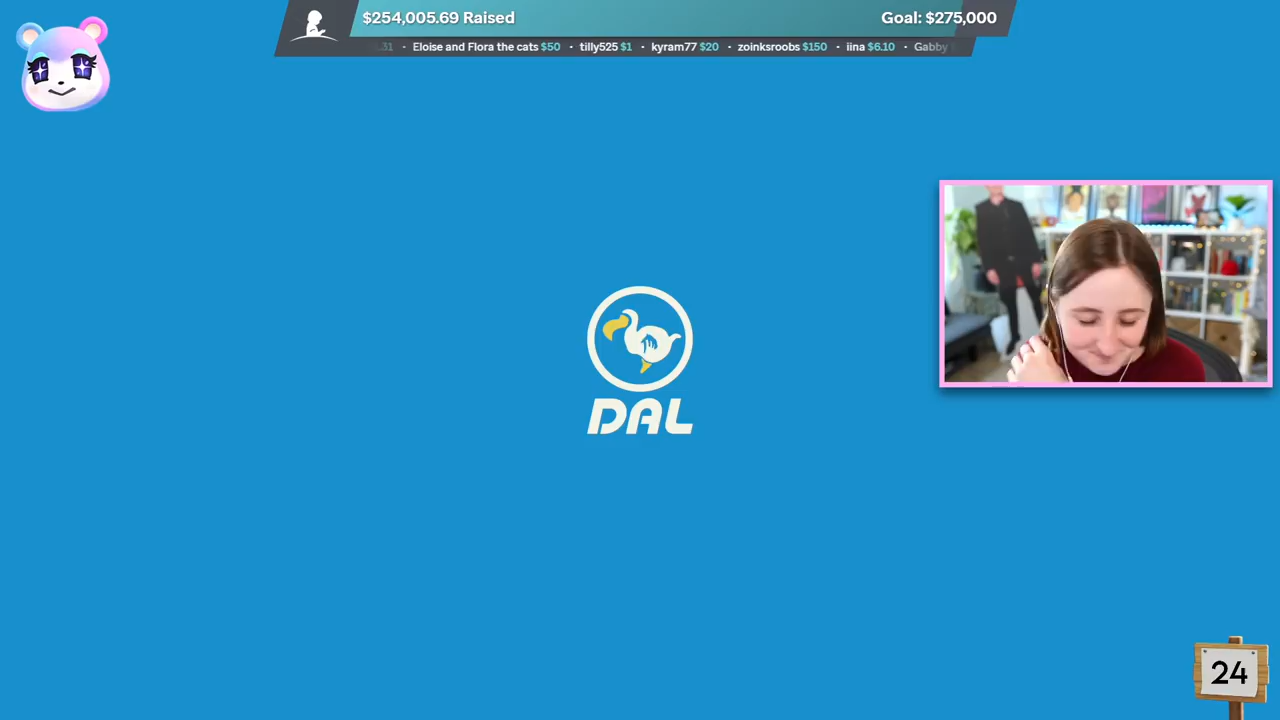 $254,005.69 Raised
Goal: $275,000
.31 · Eloise and Flora the cats $50 · tilly525 $1 · kyram77 $20 · zoinksroobs $150 · iina $6.10 · Gabby
DAL
24